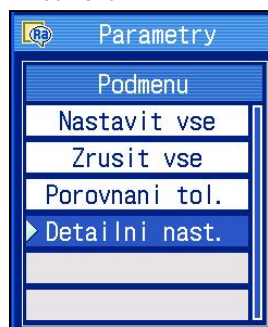 Ra Parametry
Podmenu
Nastavit vse
Zrusit vse
Porovnani tol.
Detailni nast.